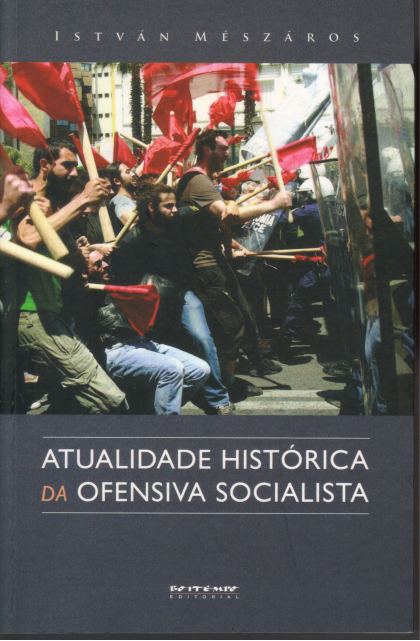 ISTVÁN MÉSZÁROS
ATUALIDADE HISTÓRICA
DA OFENSIVA SOCIALISTA
BOITEMPO
EDITORIAL